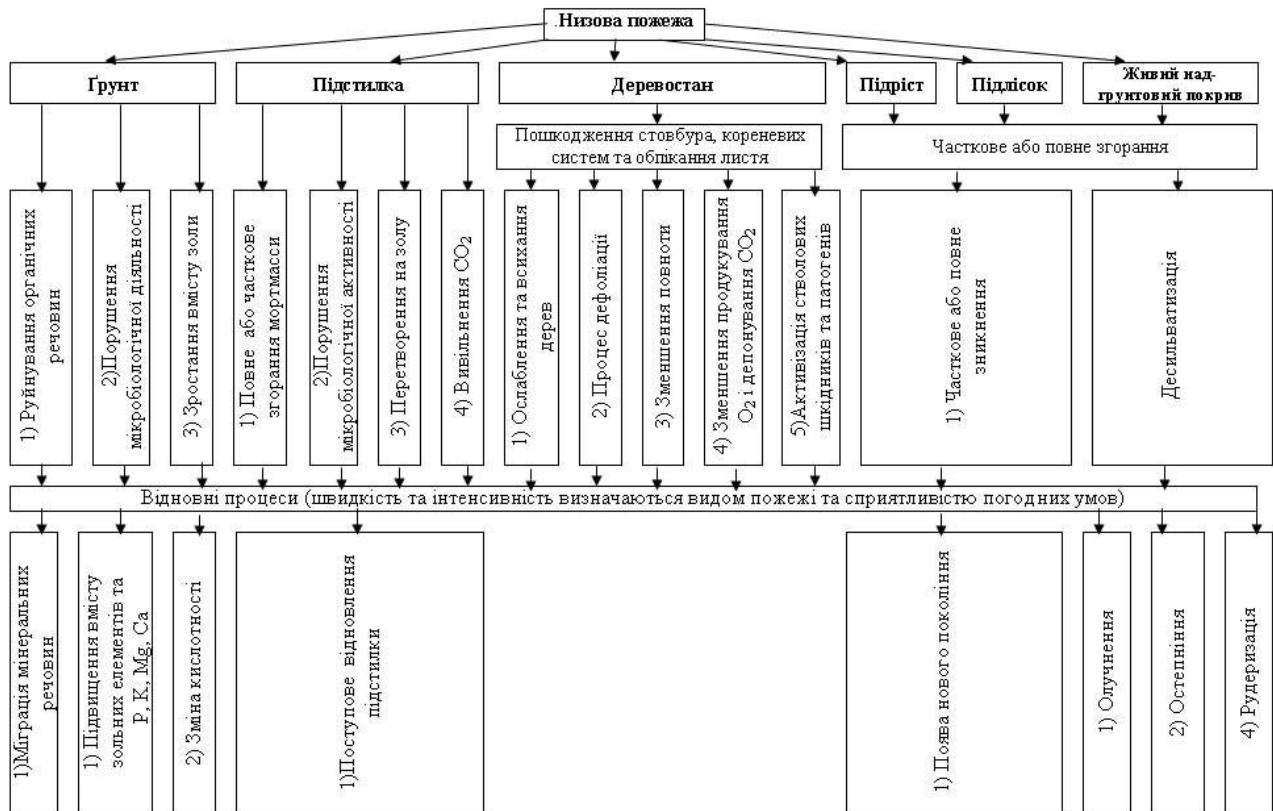 .Низова пожежа
Ґрунт
Підстилка
Деревостан
Підріст
Підлісок
Живий над-
ґрунтовий покрив
Пошкодження стовбура, кореневих
систем та обпікання листя
Часткове або повне згорання
1) Руйнування органічних
речовин
2)Порушення
мікробіологічної діяльності
3) Зростання вмісту золи
1) Повне або часткове
згорання мортмасси
2)Порушення
мікробіологічної активності
3) Перетворення на золу
4) Вивільнення CO₂
1) Ослаблення та всихання
дерев
2) Процес дефоліації
3) Зменшення повноти
4) Зменшення продукування
O₂ і депонування CO₂
5)Активізація стволових
шкідників та патогенів
1) Часткове або повне
зникнення
Десильватизація
Відновні процеси (швидкість та інтенсивність визначаються видом пожежі та сприятливістю погодних умов)
1)Міграція мінеральних
речовин
1) Підвищення вмісту
зольних елементів та
P, K, Mg, Ca
2) Зміна кислотності
1)Поступове відновлення
підстилки
1) Поява нового покоління
1) Олучнення
2) Остепніння
4) Рудеризація